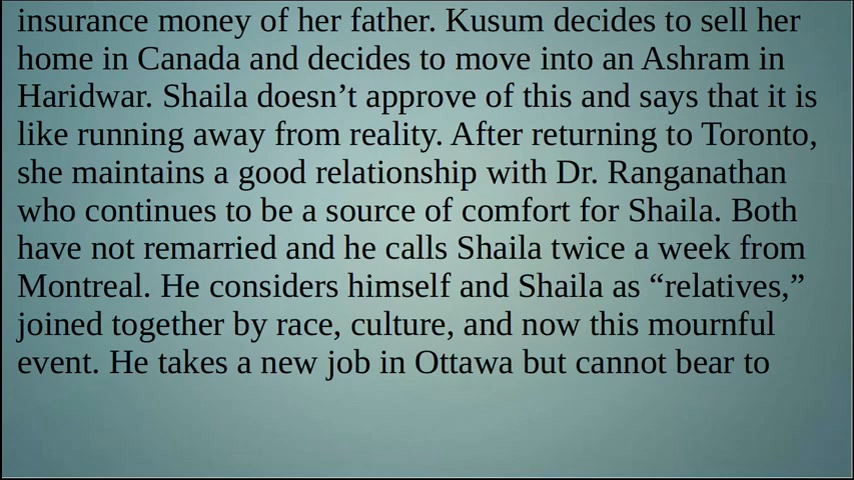 insurance money of her father. Kusum decides to sell her
home in Canada and decides to move into an Ashram in
Haridwar. Shaila doesn’t approve of this and says that it is
like running away from reality. After returning to Toronto,
she maintains a good relationship with Dr. Ranganathan
who continues to be a source of comfort for Shaila. Both
have not remarried and he calls Shaila twice a week from
Montreal. He considers himself and Shaila as “relatives,”
joined together by race, culture, and now this mournful
event. He takes a new job in Ottawa but cannot bear to